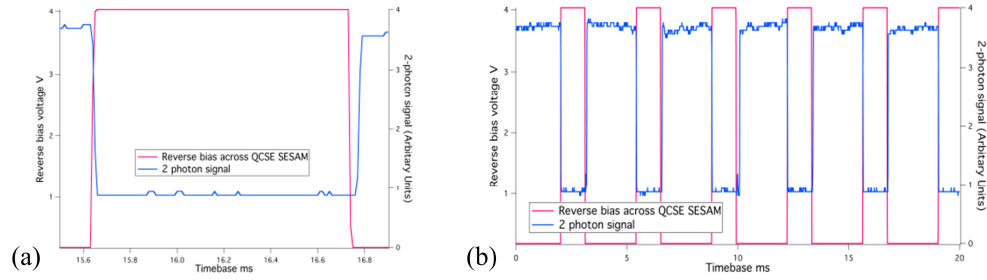 (a)
Reverse bias voltage V
4
3
2
1
4
3
2
1
0
2-photon signal (Arbitary Units)
Reverse bias across QCSE SESAM
2 photon signal
15.6 15.8 16.0 16.2 16.4 16.6 16.8
Timebase ms
(b)
Reverse bias voltage V
4
3
2
1
4
3
2
1
0
2-photon signal (Arbitary Units)
Reverse bias across QCSE SESAM
2 photon signal
0 5 10 15 20
Timebase ms